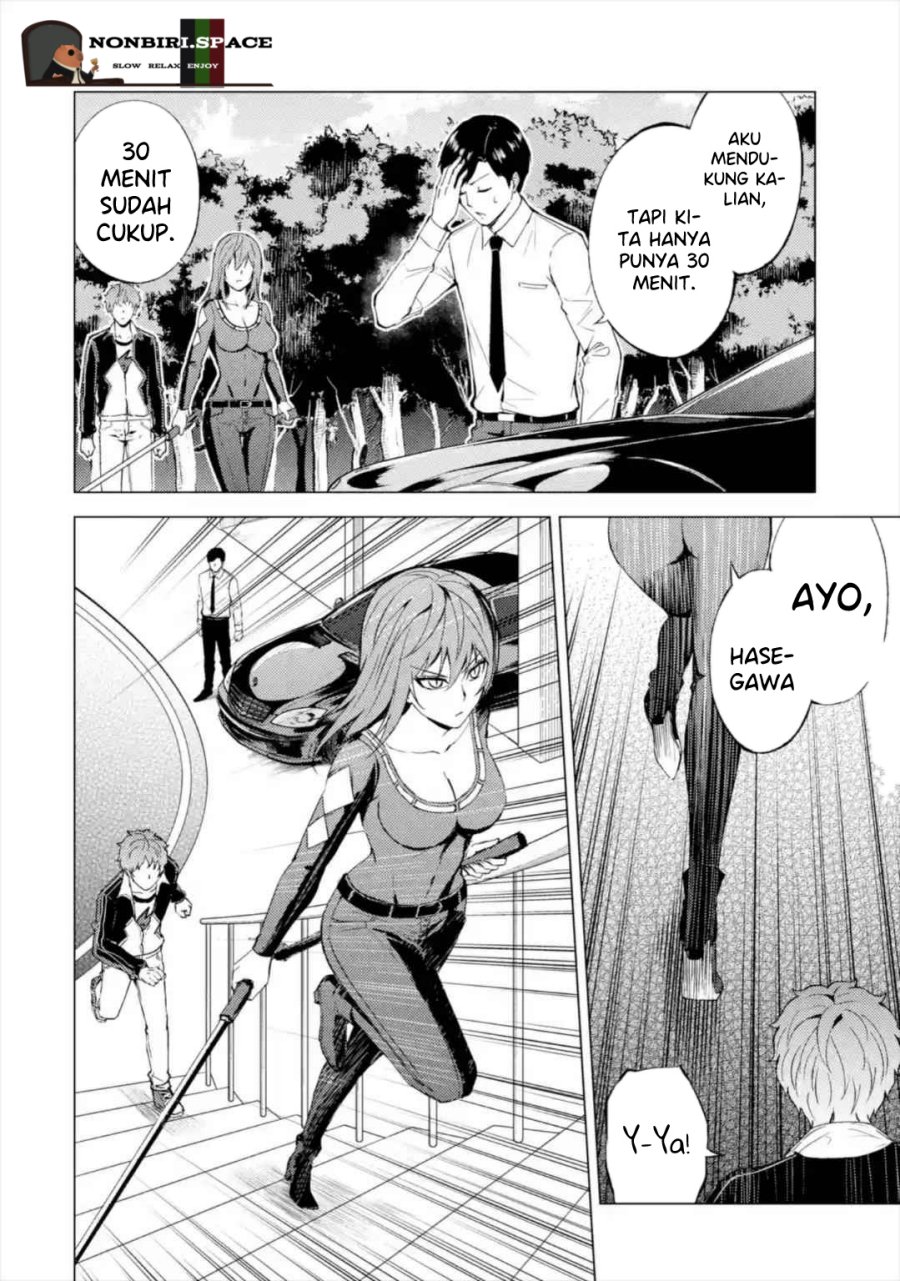 NONBIRI.SPACE
SLOW RELAX ENJOY
AKU
MENDU-
KUNG KA-
LIAN,
TAPI KI-
TA HANYA
PUNYA 30
MENIT.
30
MENIT
SUDAH
CUKUP.
AYO,
HASE-
GAWA
Y-Ya!